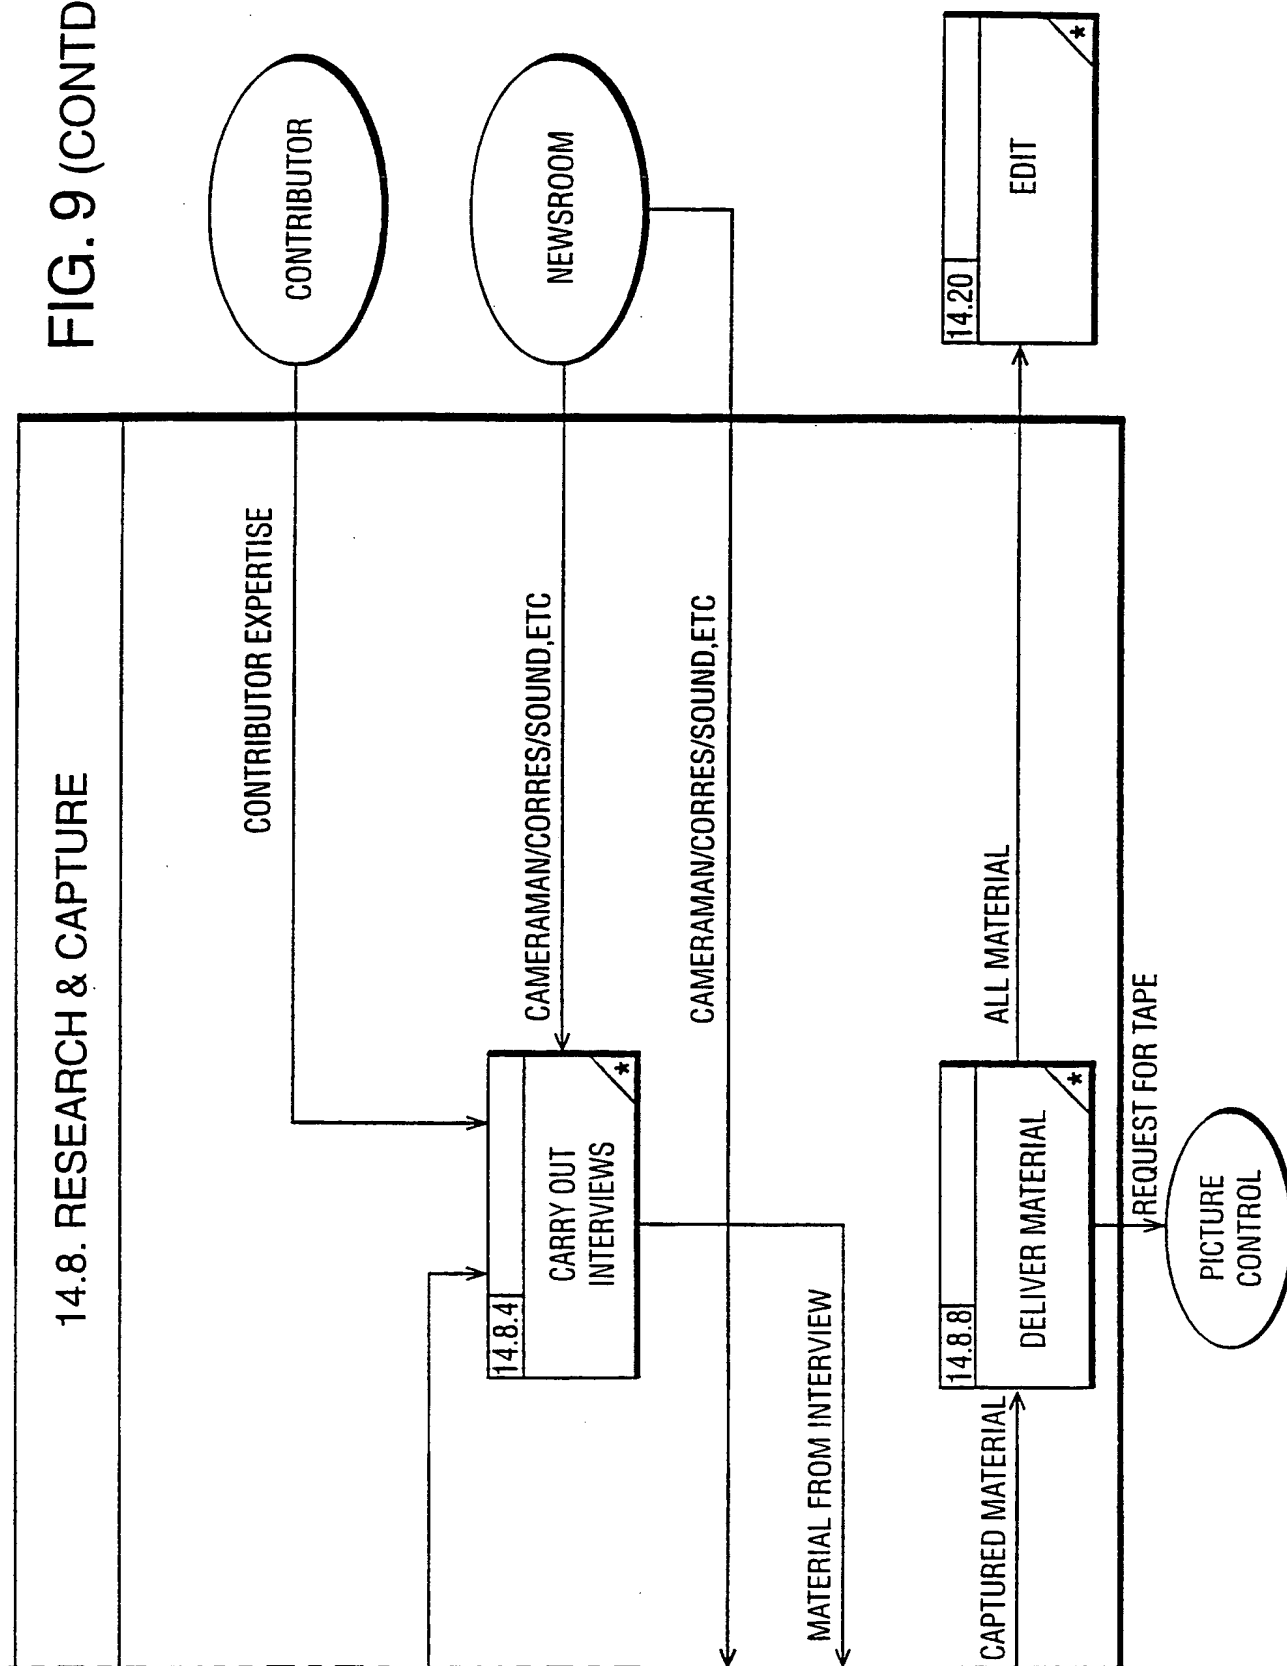 FIG. 9 (CONTD
14.8. RESEARCH & CAPTURE
CONTRIBUTOR
CONTRIBUTOR EXPERTISE
NEWSROOM
CAMERAMAN/CORRES/SOUND,ETC
14.8.4
CARRY OUT
INTERVIEWS
*
CAMERAMAN/CORRES/SOUND,ETC
MATERIAL FROM INTERVIEW
CAPTURED MATERIAL
14.8.8
DELIVER MATERIAL
*
ALL MATERIAL
14.20
EDIT
*
REQUEST FOR TAPE
PICTURE
CONTROL